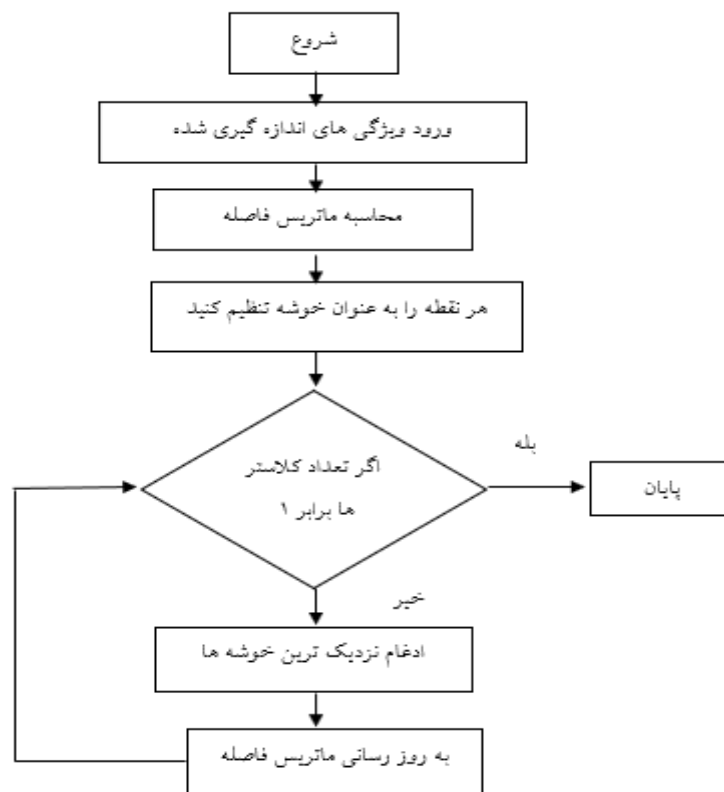 شروع
ورود ویژگی های اندازه گیری شده
محاسبه ماتریس فاصله
هر نقطه را به عنوان خوشه تنظیم کنید
اگر تعداد کلاستر
ها برابر ۱
بله
پایان
خیر
ادغام نزدیک ترین خوشه ها
به روز رسانی ماتریس فاصله